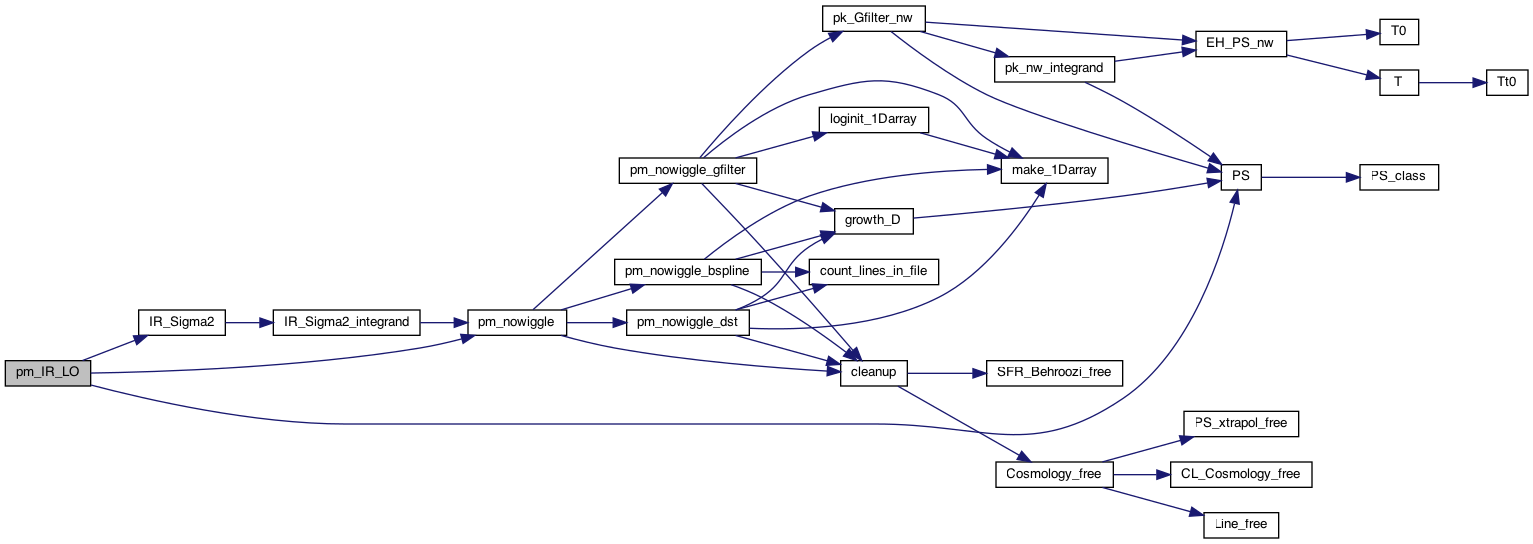 pm_IR_LO
IR_Sigma2
IR_Sigma2_integrand
pm_nowiggle
pm_nowiggle_gfilter
pm_nowiggle_bspline
pm_nowiggle_dst
pk_Gfilter_nw
loginit_1Darray
growth_D
count_lines_in_file
cleanup
pk_nw_integrand
make_1Darray
SFR_Behroozi_free
Cosmology_free
EH_PS_nw
PS
PS_xtrapol_free
CL_Cosmology_free
Line_free
T0
T
PS_class
Tt0